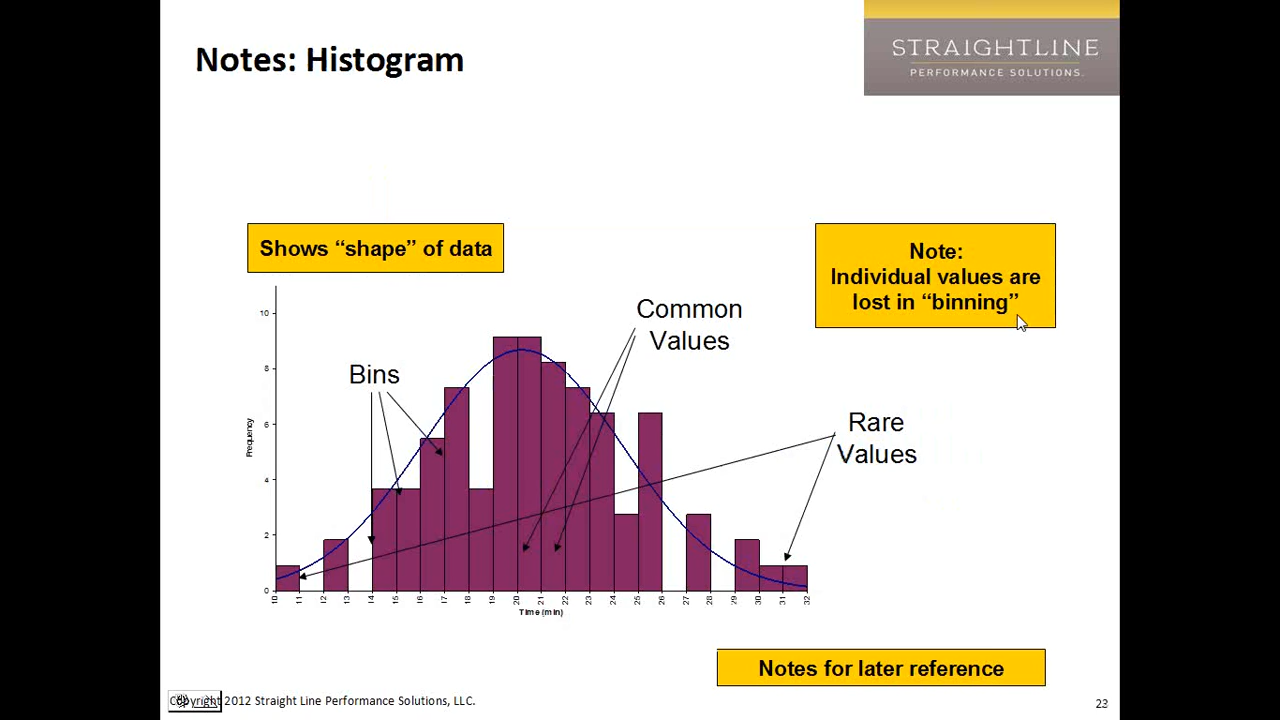 Notes: Histogram
STRAIGHTLINE
PERFORMANCE SOLUTIONS.
Shows “shape” of data
Note:
Individual values are
lost in “binning”
Common
Values
Bins
Rare
Values
Frequency
10
8
6
4
2
0
10 11 12 13 14 15 16 17 18 19 20 21 22 23 24 25 26 27 28 29 30 31 32
Time (min)
Notes for later reference
Copyright 2012 Straight Line Performance Solutions, LLC.
23